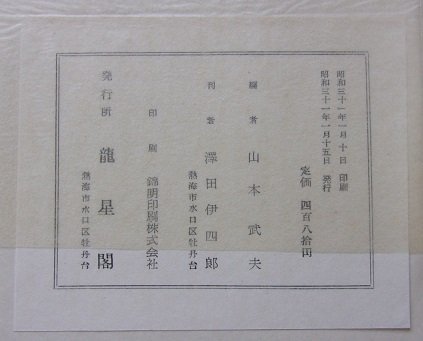 昭和三十一年一月十日 印刷
昭和三十一年一月十五日 発行
定価 四百八拾円
編者 山本武夫
刊者 澤田伊四郎
熱海市水口区牡丹台
印刷 錦明印刷株式会社
発行所 龍星閣
熱海市水口区牡丹台